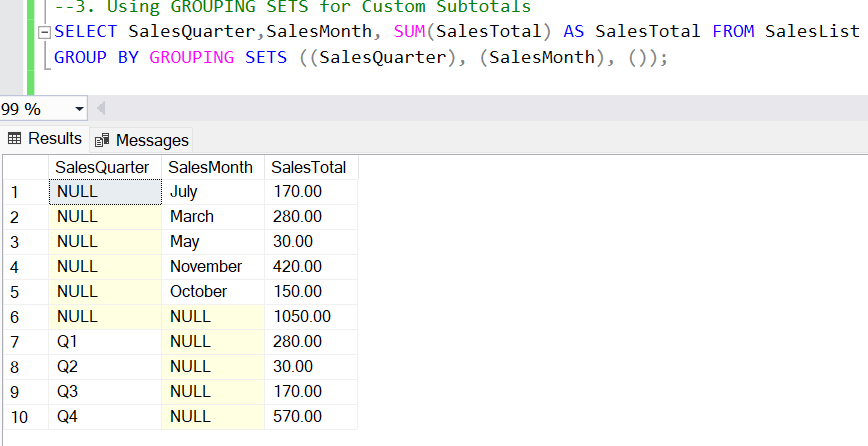 --3. Using GROUPING SETS for Custom Subtotals
SELECT SalesQuarter,SalesMonth, SUM(SalesTotal) AS SalesTotal FROM SalesList
GROUP BY GROUPING SETS ((SalesQuarter), (SalesMonth), ());
99 %
Results Messages
SalesQuarter SalesMonth SalesTotal
1 NULL July 170.00
2 NULL March 280.00
3 NULL May 30.00
4 NULL November 420.00
5 NULL October 150.00
6 NULL NULL 1050.00
7 Q1 NULL 280.00
8 Q2 NULL 30.00
9 Q3 NULL 170.00
10 Q4 NULL 570.00